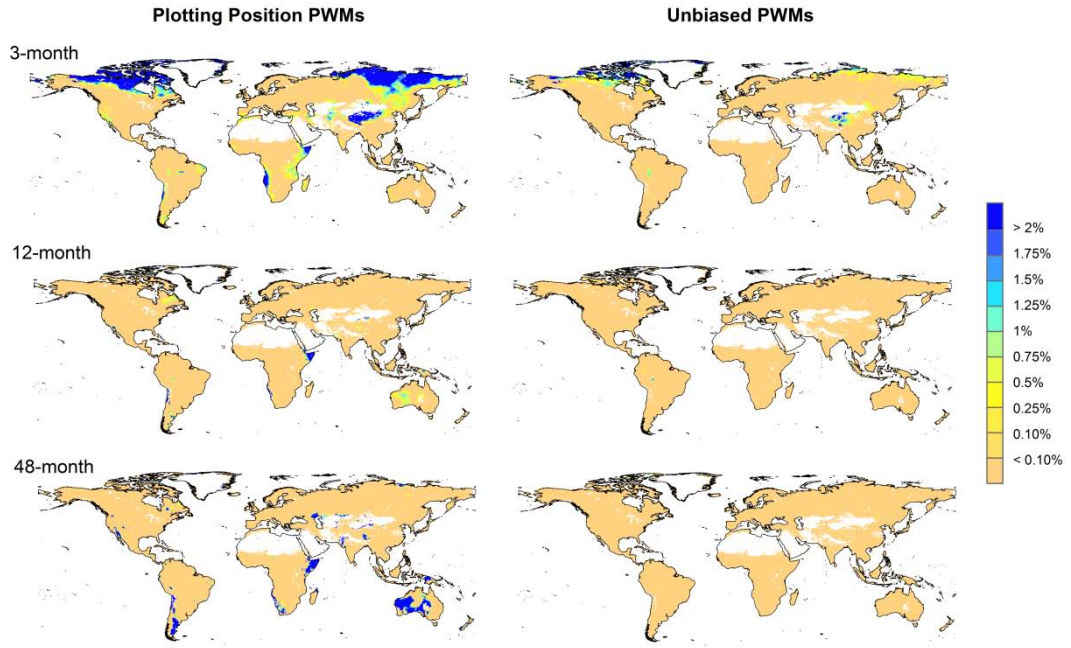 Plotting Position PWMs
Unbiased PWMs
3-month
12-month
48-month
> 2%
1.75%
1.5%
1.25%
1%
0.75%
0.5%
0.25%
0.10%
< 0.10%